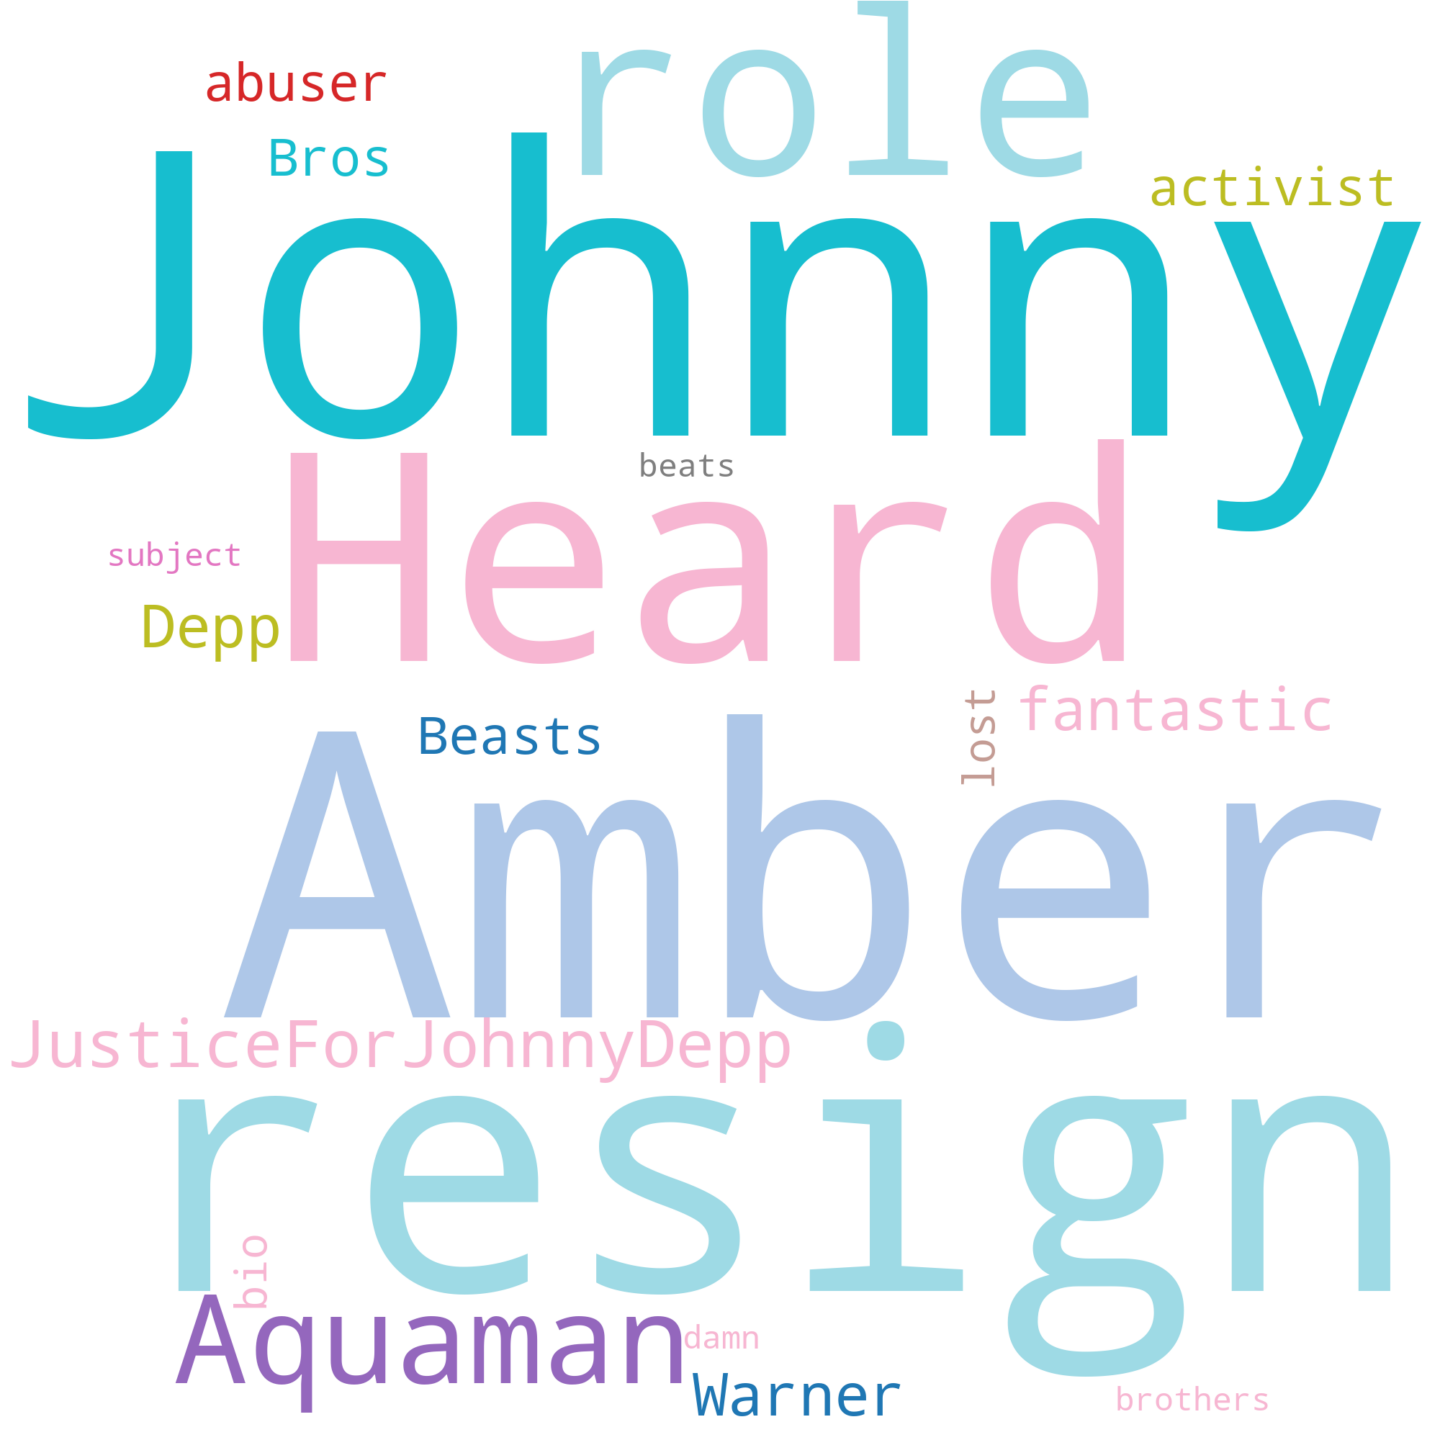 role
abuser
Bros
activist
Johnny
Heard
beats
subject
Depp
fantastic
lost
Beasts
Amber
JusticeForJohnnyDepp
resign
bio
Aquaman
damn
Warner
brothers